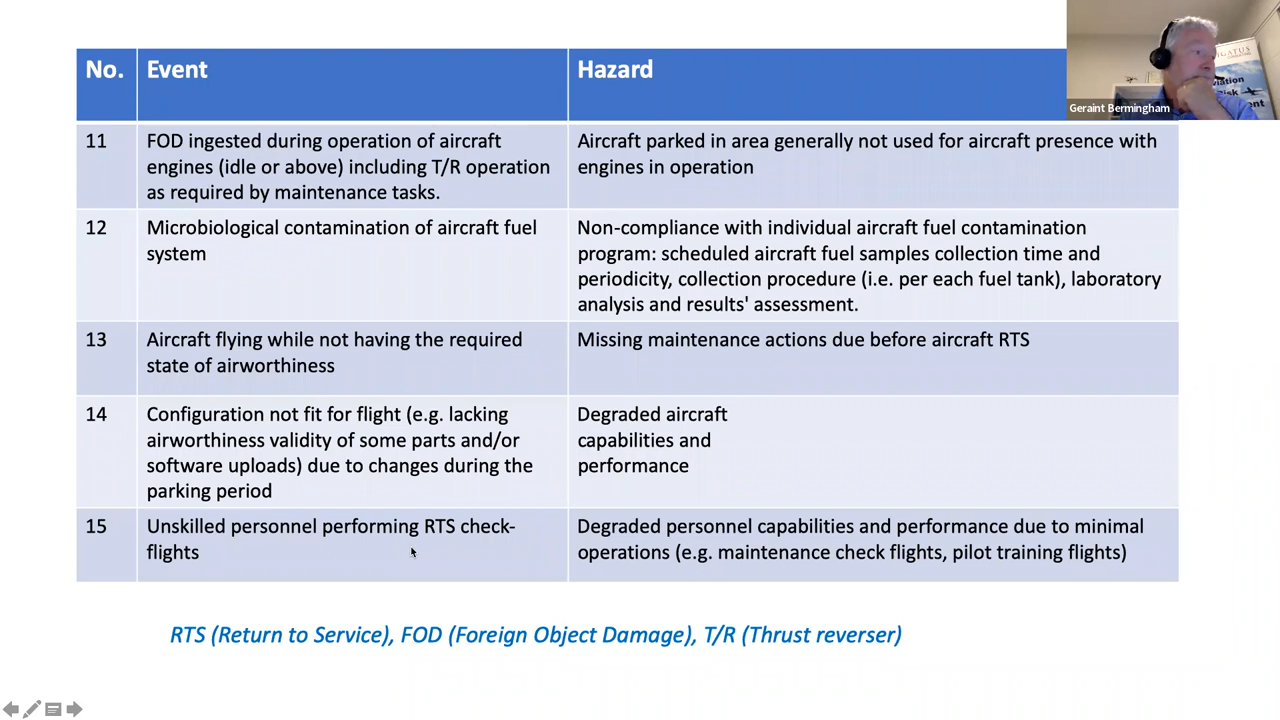 No.
Event
Hazard
11
FOD ingested during operation of aircraft
engines (idle or above) including T/R operation
as required by maintenance tasks.
Aircraft parked in area generally not used for aircraft presence with
engines in operation
12
Microbiological contamination of aircraft fuel
system
Non-compliance with individual aircraft fuel contamination
program: scheduled aircraft fuel samples collection time and
periodicity, collection procedure (i.e. per each fuel tank), laboratory
analysis and results' assessment.
13
Aircraft flying while not having the required
state of airworthiness
Missing maintenance actions due before aircraft RTS
14
Configuration not fit for flight (e.g. lacking
airworthiness validity of some parts and/or
software uploads) due to changes during the
parking period
Degraded aircraft
capabilities and
performance
15
Unskilled personnel performing RTS check-
flights
Degraded personnel capabilities and performance due to minimal
operations (e.g. maintenance check flights, pilot training flights)
RTS (Return to Service), FOD (Foreign Object Damage), T/R (Thrust reverser)
Geraint Bermingham